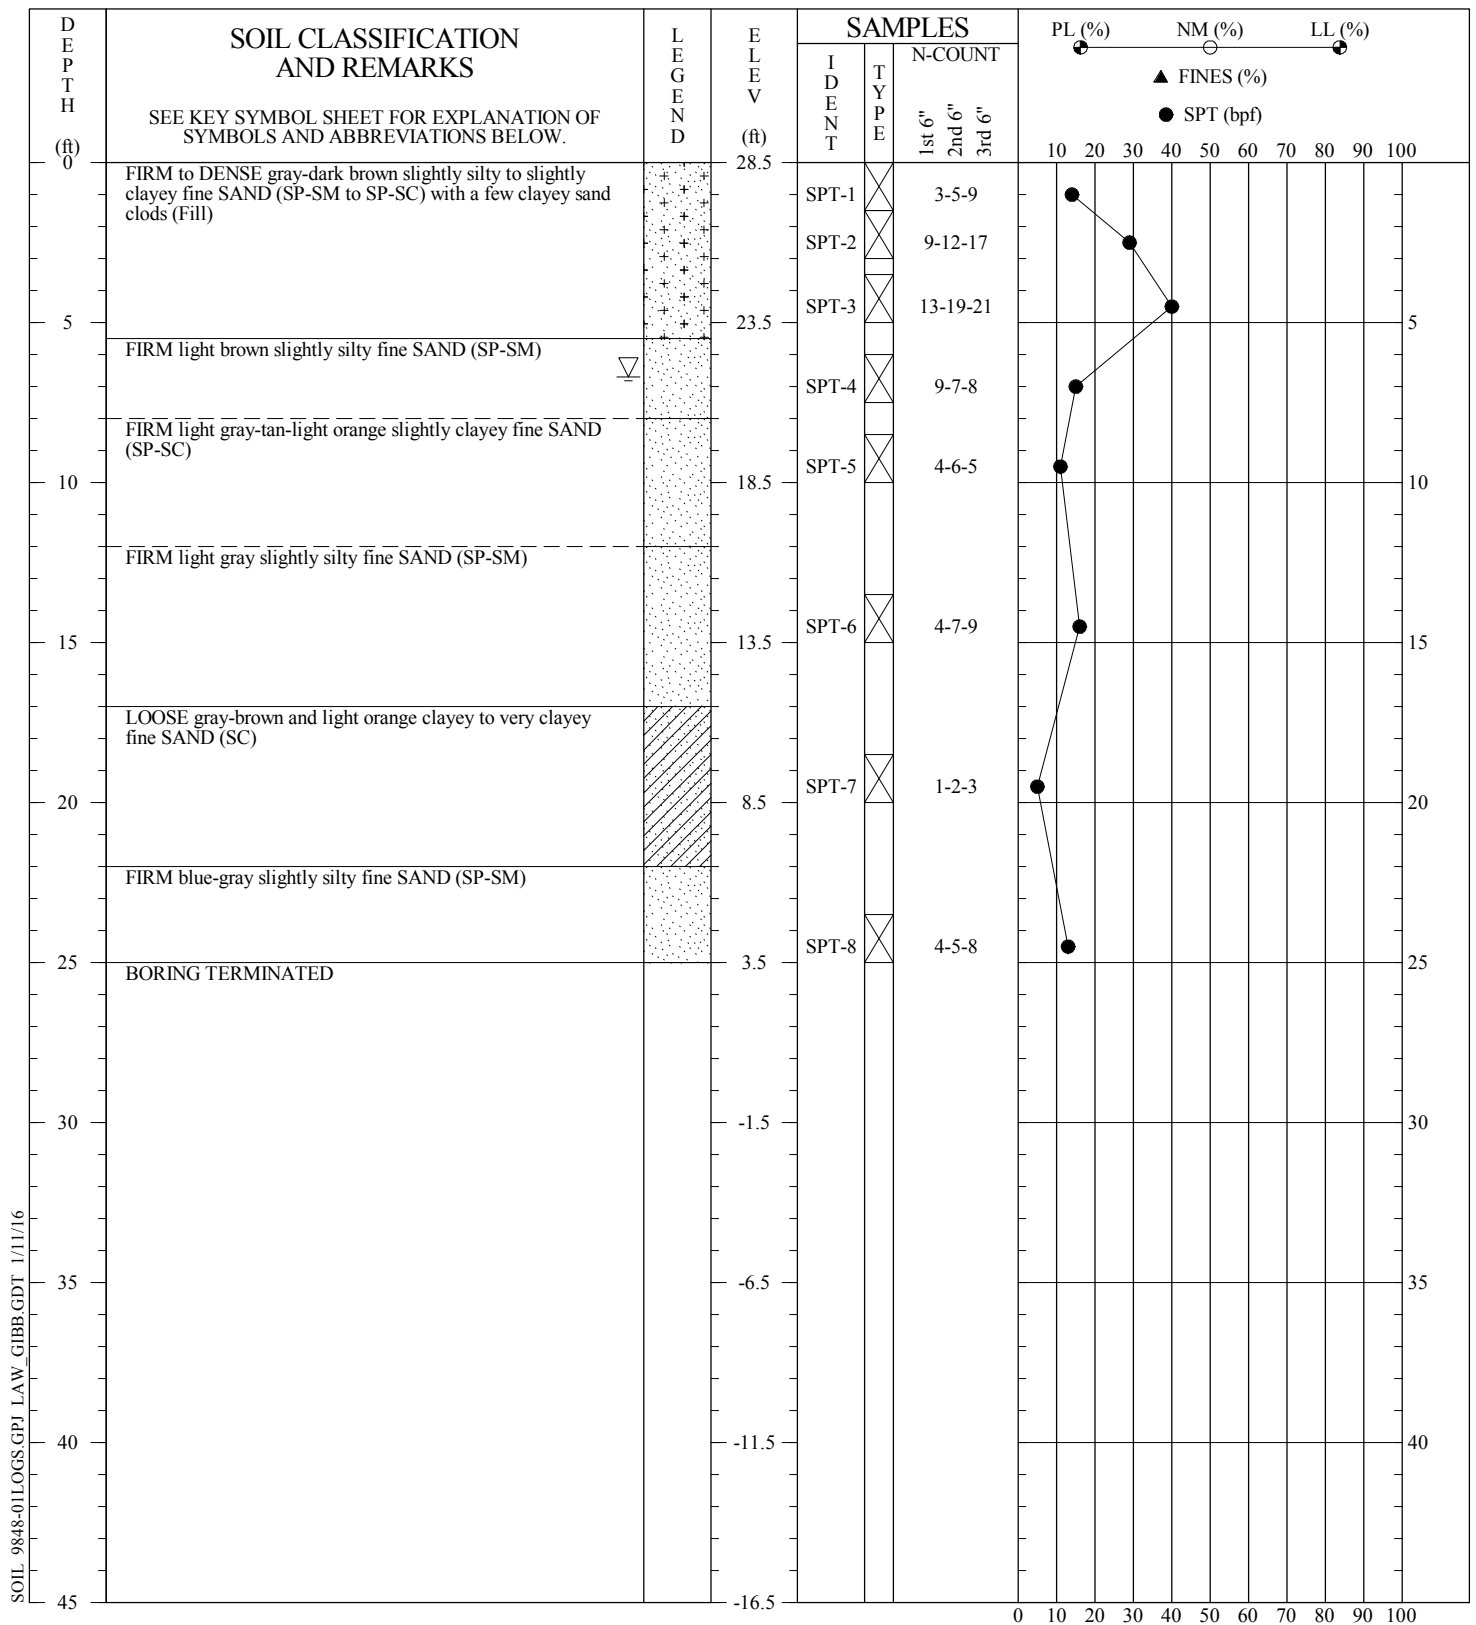 DEPTH
(ft)
SOIL CLASSIFICATION
AND REMARKS
SEE KEY SYMBOL SHEET FOR EXPLANATION OF
SYMBOLS AND ABBREVIATIONS BELOW.
LEGEND
ELEV
(ft)
SAMPLES
IDENT
TYPE
N-COUNT
1st 6"
2nd 6"
3rd 6"
PL (%) NM (%) LL (%)
▲ FINES (%)
● SPT (bpf)
10 20 30 40 50 60 70 80 90 100
0 28.5
FIRM to DENSE gray-dark brown slightly silty to slightly
clayey fine SAND (SP-SM to SP-SC) with a few clayey sand
clods (Fill)
SPT-1 3-5-9
SPT-2 9-12-17
SPT-3 13-19-21
5 23.5 5
FIRM light brown slightly silty fine SAND (SP-SM)
SPT-4 9-7-8
FIRM light gray-tan-light orange slightly clayey fine SAND
(SP-SC)
SPT-5 4-6-5
10 18.5 10
FIRM light gray slightly silty fine SAND (SP-SM)
SPT-6 4-7-9
15 13.5 15
LOOSE gray-brown and light orange clayey to very clayey
fine SAND (SC)
SPT-7 1-2-3
20 8.5 20
FIRM blue-gray slightly silty fine SAND (SP-SM)
SPT-8 4-5-8
25 3.5 25
BORING TERMINATED
30 -1.5 30
35 -6.5 35
40 -11.5 40
45 -16.5
0 10 20 30 40 50 60 70 80 90 100
SOIL 9848-01LOGS.GPJ LAW_GIBB.GDT 1/11/16